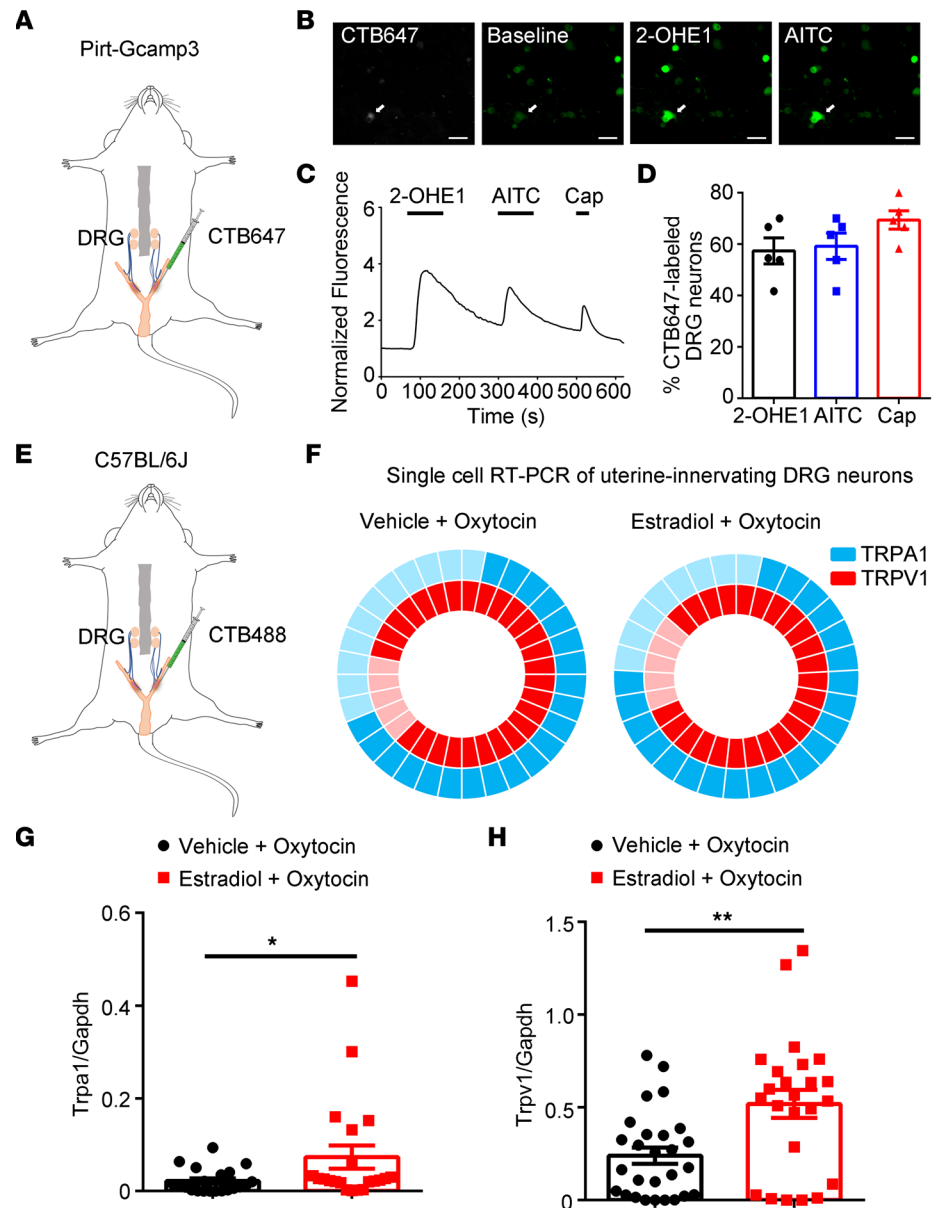 A
Pirt-Gcamp3
DRG
CTB647
B
CTB647
Baseline
2-OHE1
AITC
C
2-OHE1
AITC
Cap
Normalized Fluorescence
6
4
2
0
0
100
200
300
400
500
600
Time (s)
D
% CTB647-labeled
DRG neurons
80
60
40
20
0
2-OHE1
AITC
Cap
E
C57BL/6J
DRG
CTB488
F
Single cell RT-PCR of uterine-innervating DRG neurons
Vehicle + Oxytocin
Estradiol + Oxytocin
TRPA1
TRPV1
G
Vehicle + Oxytocin
Estradiol + Oxytocin
Trpa1/Gapdh
0.6
0.4
0.2
0
*
H
Vehicle + Oxytocin
Estradiol + Oxytocin
Trpv1/Gapdh
1.5
1.0
0.5
0
**